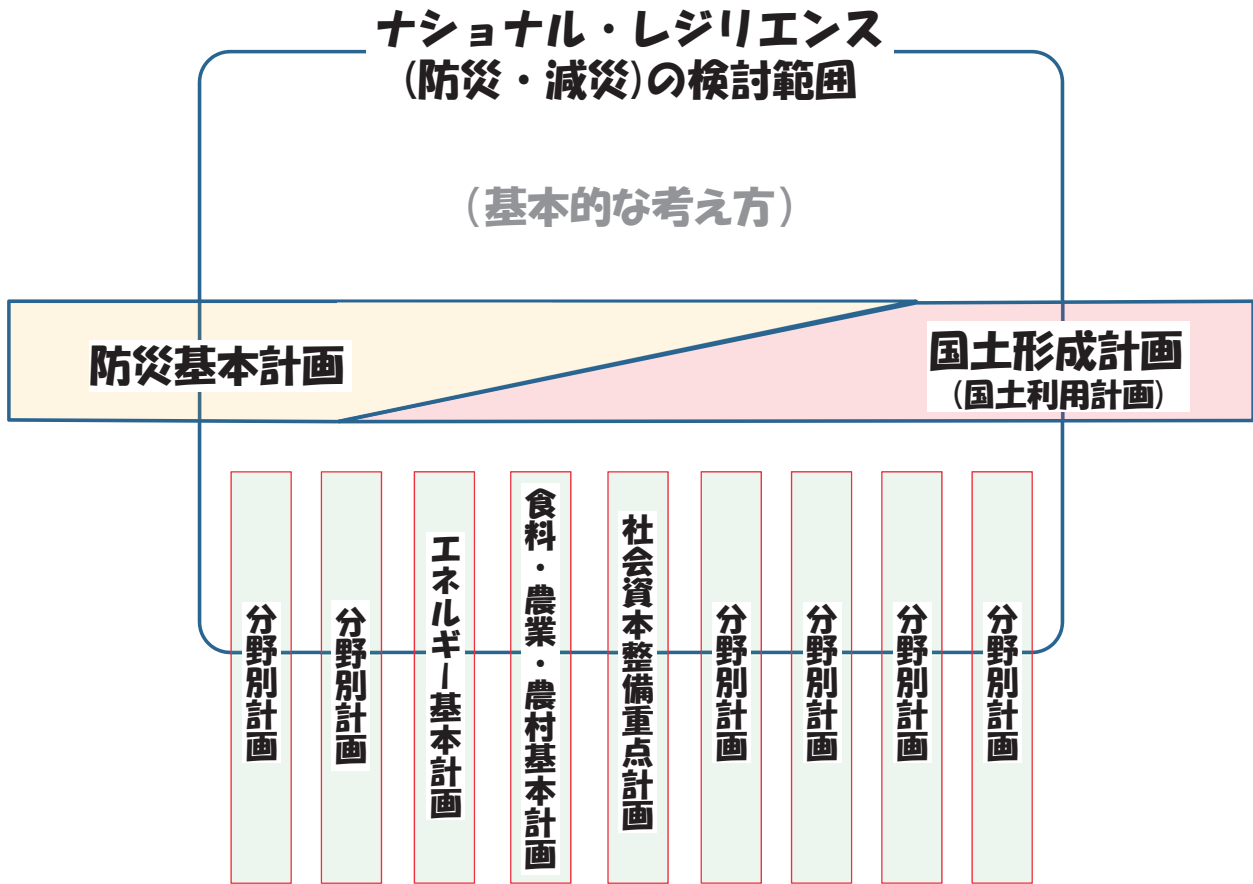 ナショナル・レジリエンス
(防災・減災)の検討範囲
(基本的な考え方)
防災基本計画
国土形成計画
(国土利用計画)
分野別計画
分野別計画
エネルギー基本計画
食料・農業・農村基本計画
社会資本整備重点計画
分野別計画
分野別計画
分野別計画
分野別計画